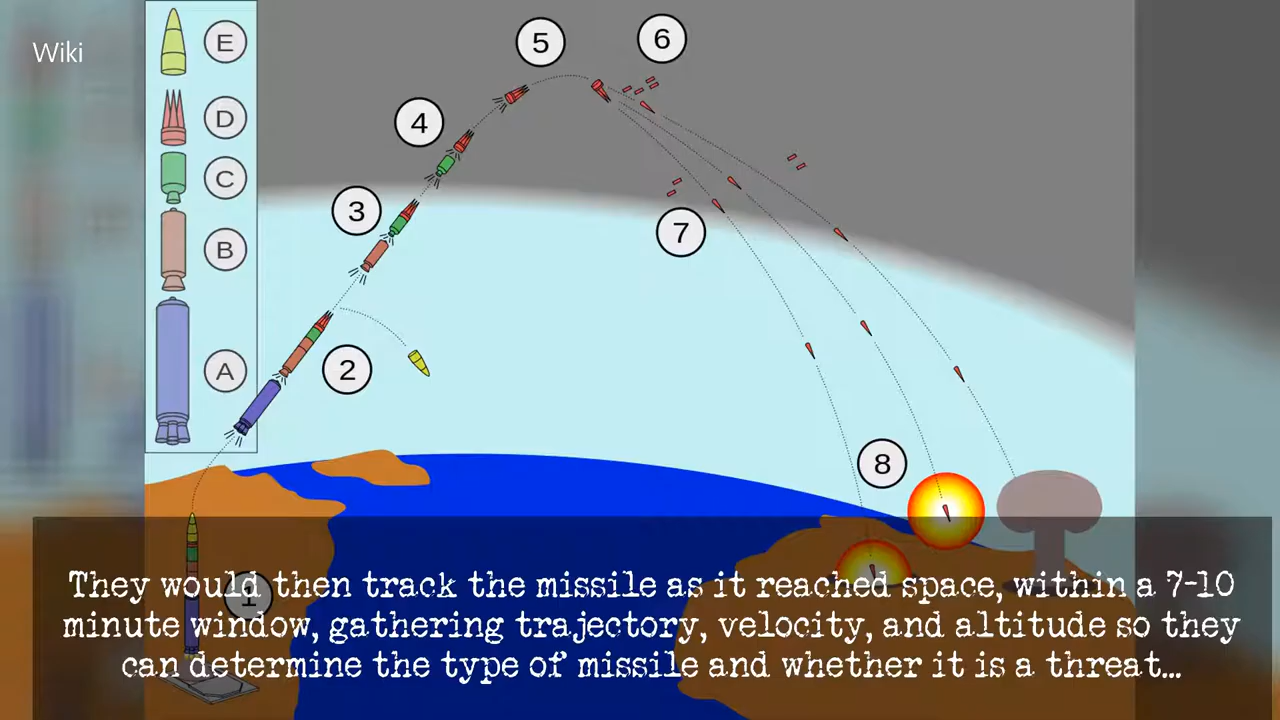 Wiki
E
D
C
B
A
5
6
4
3
7
2
8
1
They would then track the missile as it reached space, within a 7-10
minute window, gathering trajectory, velocity, and altitude so they
can determine the type of missile and whether it is a threat...